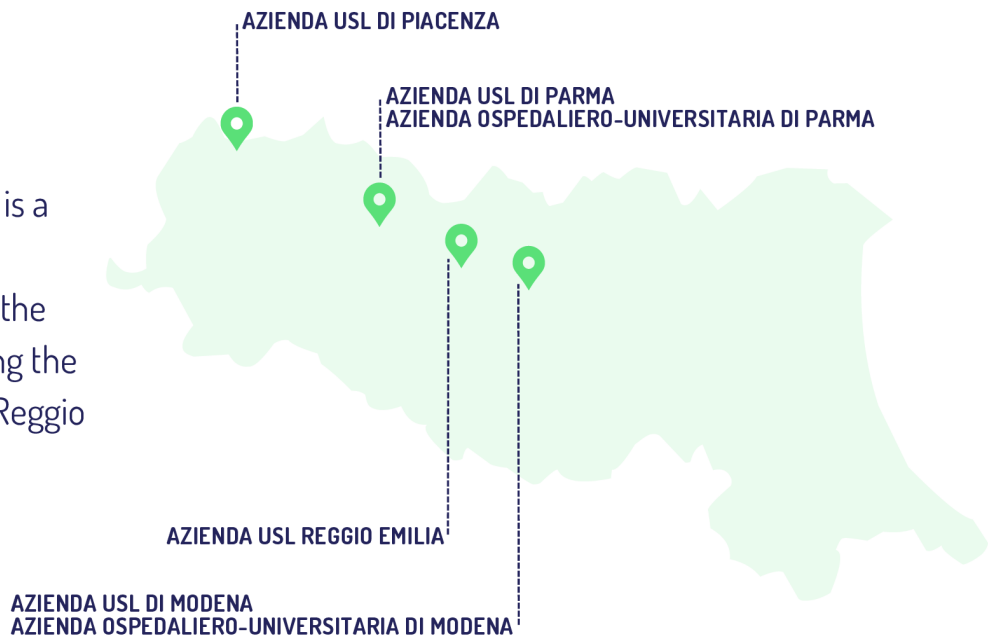 AZIENDA USL DI PIACENZA
AZIENDA USL DI PARMA
AZIENDA OSPEDALIERO-UNIVERSITARIA DI PARMA
is a
the
ng the
Reggio
AZIENDA USL REGGIO EMILIA
AZIENDA USL DI MODENA
AZIENDA OSPEDALIERO-UNIVERSITARIA DI MODENA